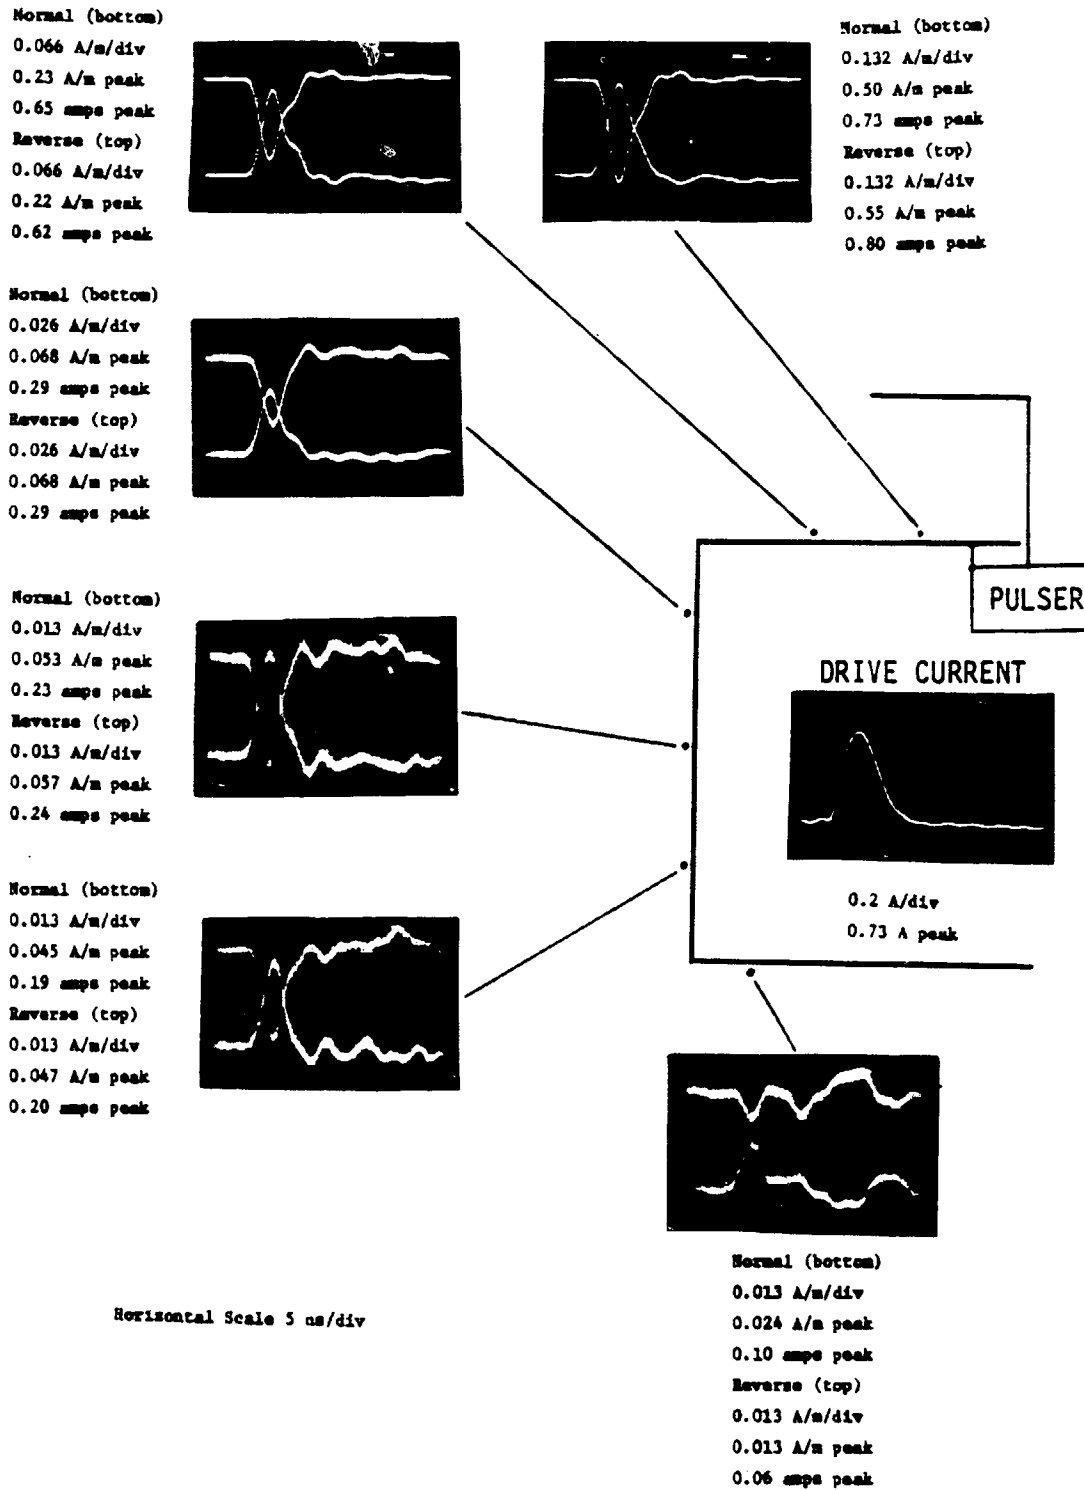 Normal (bottom)
0.066 A/m/div
0.23 A/m peak
0.65 amps peak
Reverse (top)
0.066 A/m/div
0.22 A/m peak
0.62 amps peak
Normal (bottom)
0.132 A/m/div
0.50 A/m peak
0.73 amps peak
Reverse (top)
0.132 A/m/div
0.55 A/m peak
0.80 amps peak
Normal (bottom)
0.026 A/m/div
0.068 A/m peak
0.29 amps peak
Reverse (top)
0.026 A/m/div
0.068 A/m peak
0.29 amps peak
PULSER
DRIVE CURRENT
0.2 A/div
0.73 A peak
Normal (bottom)
0.013 A/m/div
0.053 A/m peak
0.23 amps peak
Reverse (top)
0.013 A/m/div
0.057 A/m peak
0.24 amps peak
Normal (bottom)
0.013 A/m/div
0.045 A/m peak
0.19 amps peak
Reverse (top)
0.013 A/m/div
0.047 A/m peak
0.20 amps peak
Normal (bottom)
0.013 A/m/div
0.024 A/m peak
0.10 amps peak
Reverse (top)
0.013 A/m/div
0.013 A/m peak
0.06 amps peak
Horizontal Scale 5 ns/div